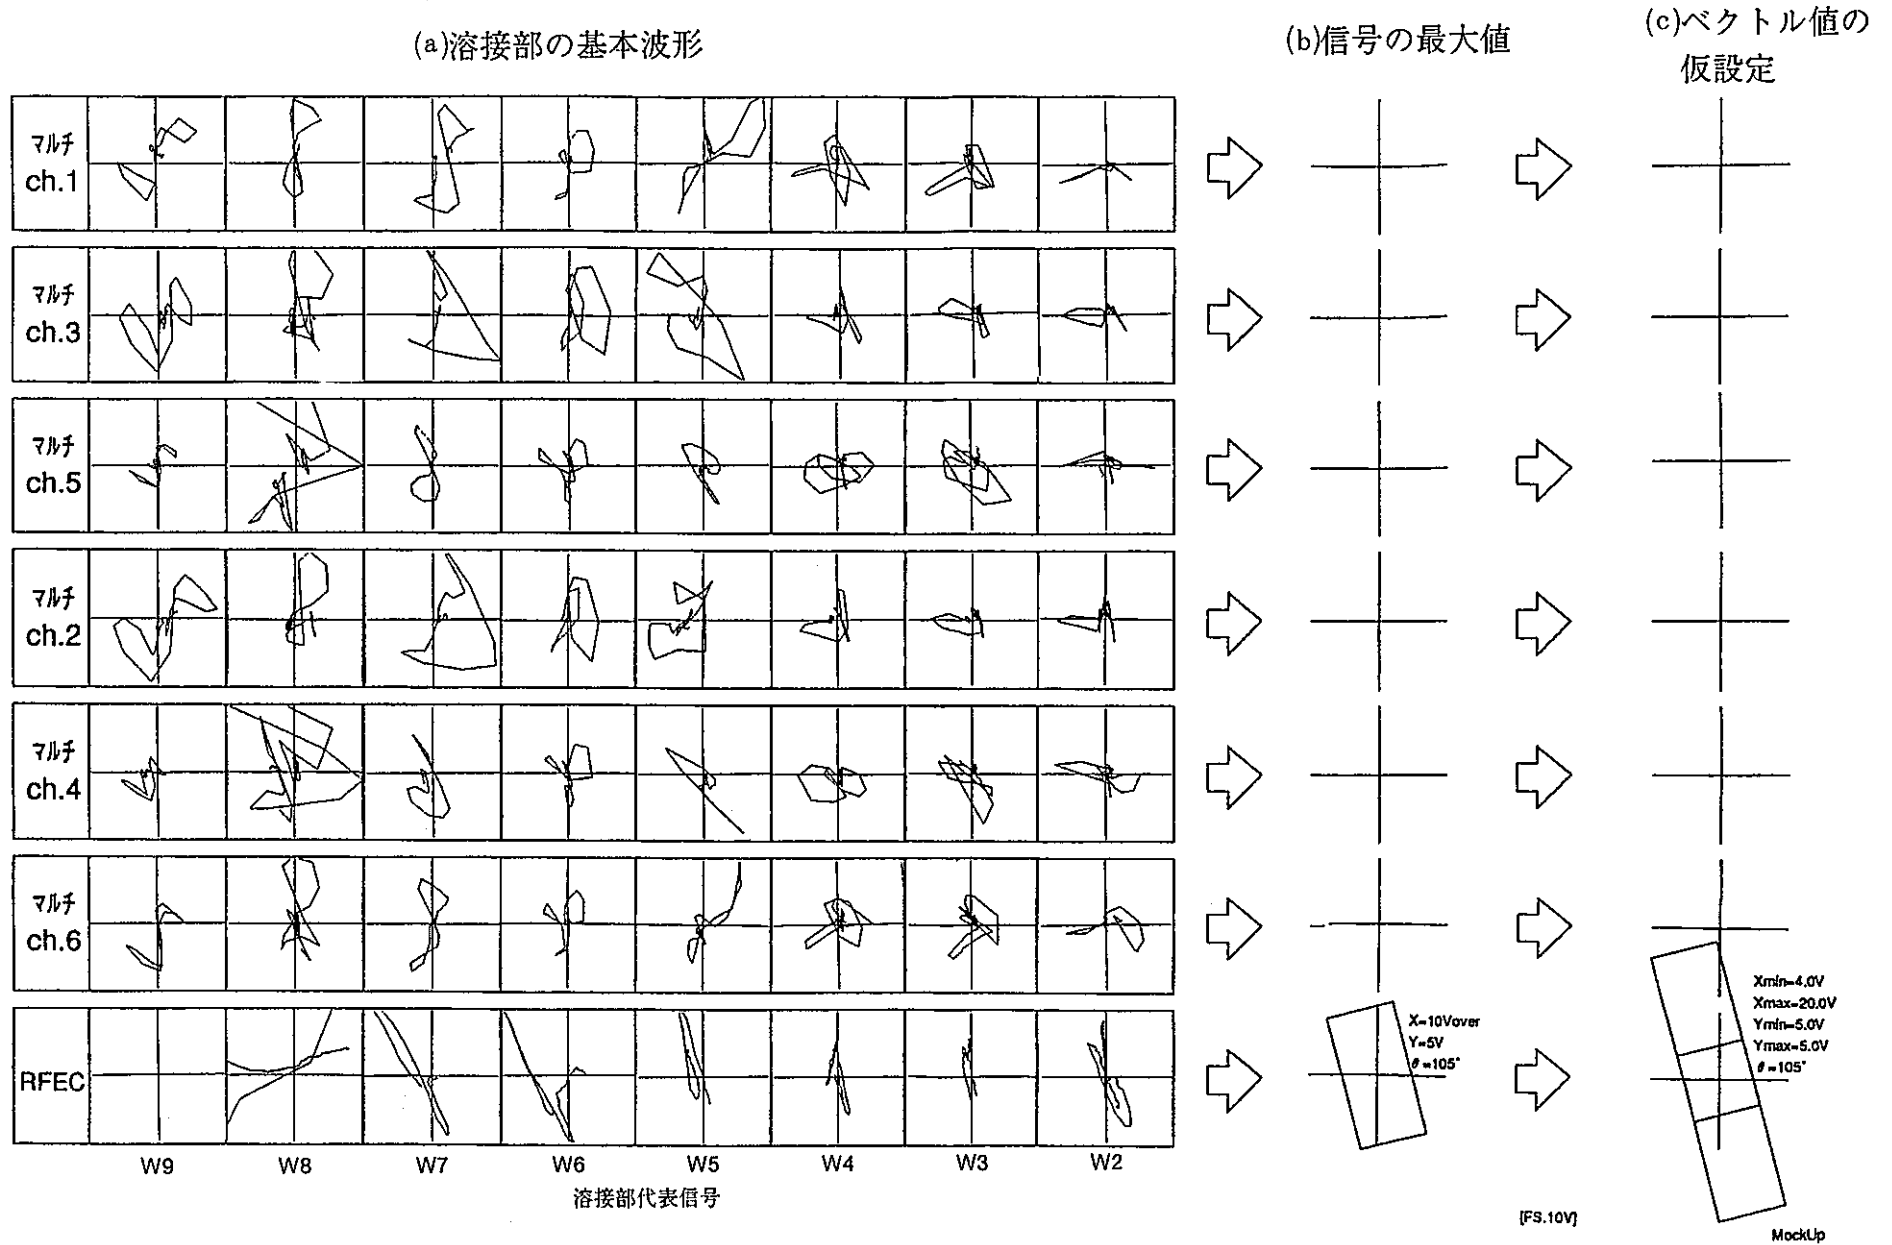 (a)溶接部の基本波形
(b)信号の最大値
(c)ベクトル値の
仮設定
マルチ
ch.1
マルチ
ch.3
マルチ
ch.5
マルチ
ch.2
マルチ
ch.4
マルチ
ch.6
RFEC
X=10Vover
Y=5V
θ=105°
Xmin=4.0V
Xmax=20.0V
Ymin=5.0V
Ymax=5.0V
θ=105°
W9 W8 W7 W6 W5 W4 W3 W2
溶接部代表信号
[FS.10V]
MockUp